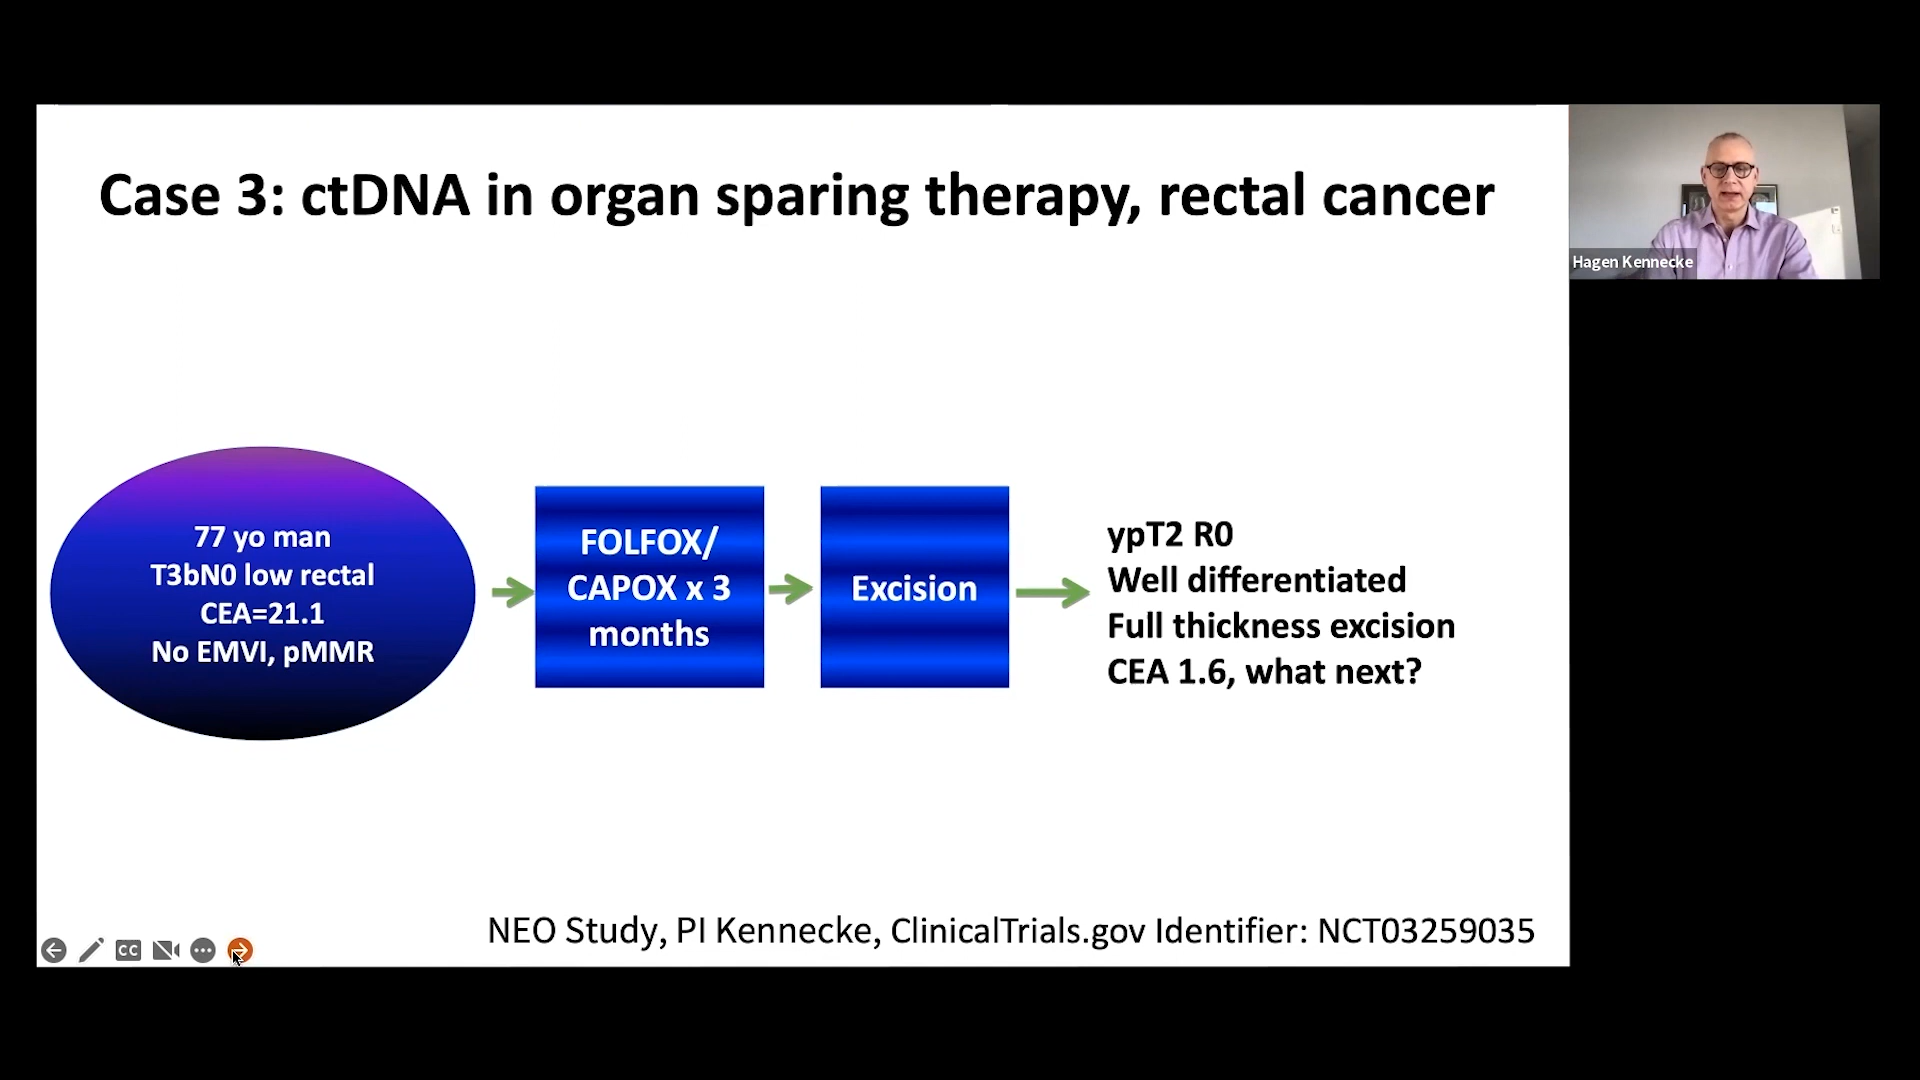 Case 3: ctDNA in organ sparing therapy, rectal cancer
Hagen Kennecke
77 yo man
T3bN0 low rectal
CEA=21.1
No EMVI, pMMR
FOLFOX/
CAPOX x 3
months
Excision
ypT2 R0
Well differentiated
Full thickness excision
CEA 1.6, what next?
NEO Study, PI Kennecke, ClinicalTrials.gov Identifier: NCT03259035
CC